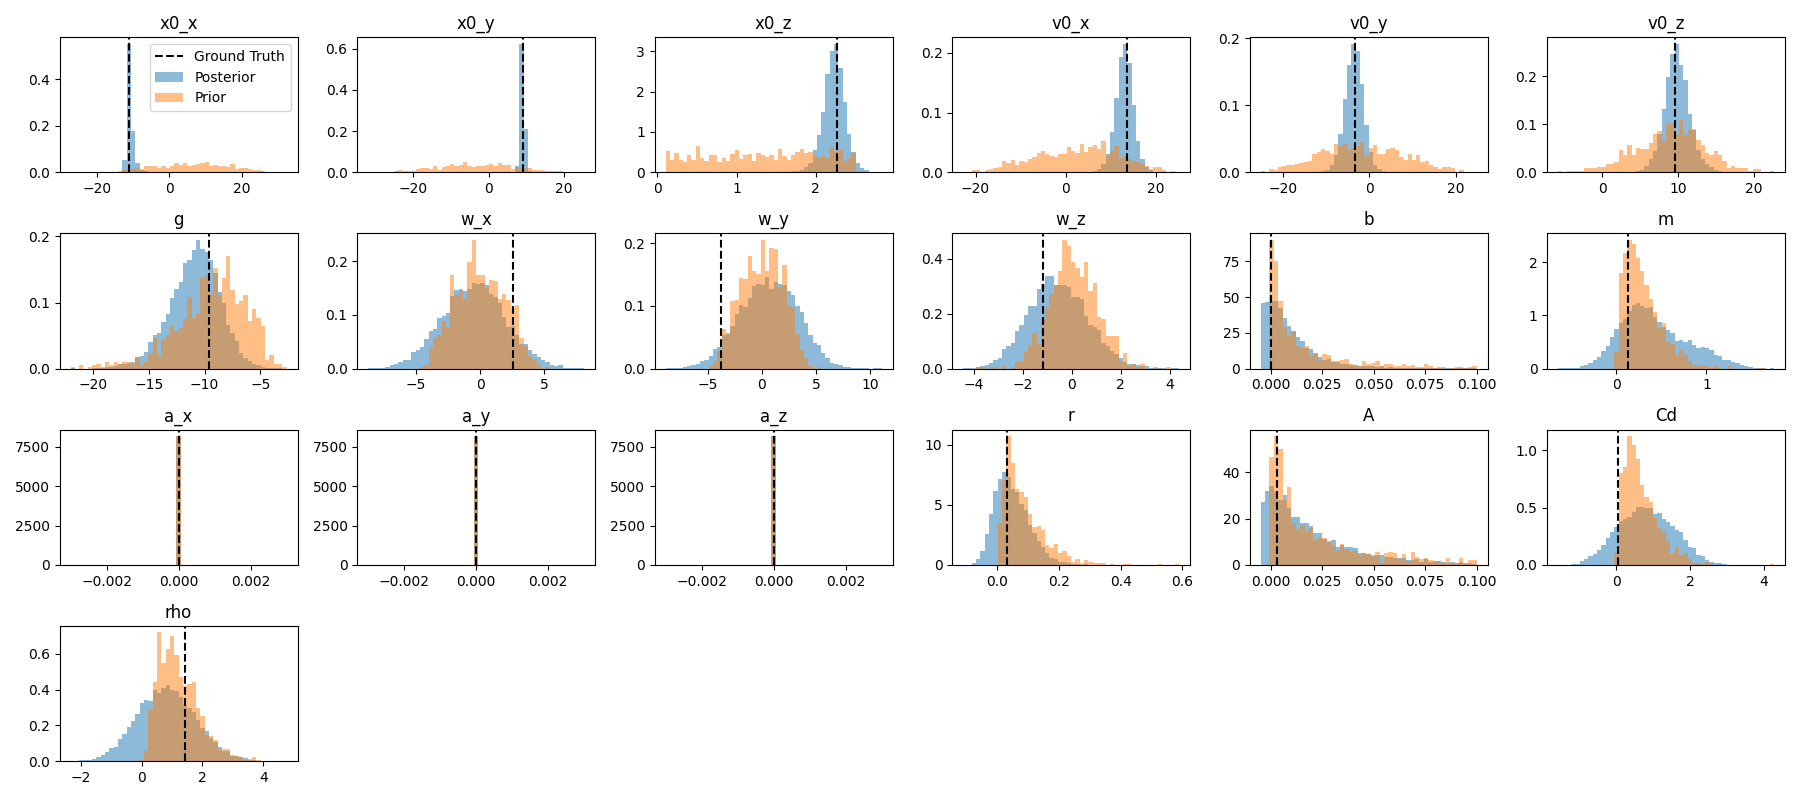 x0_x x0_y x0_z v0_x v0_y v0_z
Ground Truth
Posterior
Prior
0.4
0.2
0.0
−20 0 20
0.6
0.4
0.2
0.0
−20 0 20
3
2
1
0
0 1 2
0.2
0.1
0.0
−20 0 20
0.2
0.1
0.0
−20 0 20
0.2
0.1
0.0
0 10 20
g w_x w_y w_z b m
0.2
0.1
0.0
−20 −15 −10 −5
0.2
0.1
0.0
−5 0 5
0.2
0.1
0.0
−5 0 5 10
0.4
0.2
0.0
−4 −2 0 2 4
75
50
25
0
0.000 0.025 0.050 0.075 0.100
2
1
0
0 1
a_x a_y a_z r A Cd
7500
5000
2500
0
−0.002 0.000 0.002
7500
5000
2500
0
−0.002 0.000 0.002
7500
5000
2500
0
−0.002 0.000 0.002
10
5
0
0.0 0.2 0.4 0.6
40
20
0
0.000 0.025 0.050 0.075 0.100
1.0
0.5
0.0
0 2 4
rho
0.6
0.4
0.2
0.0
−2 0 2 4